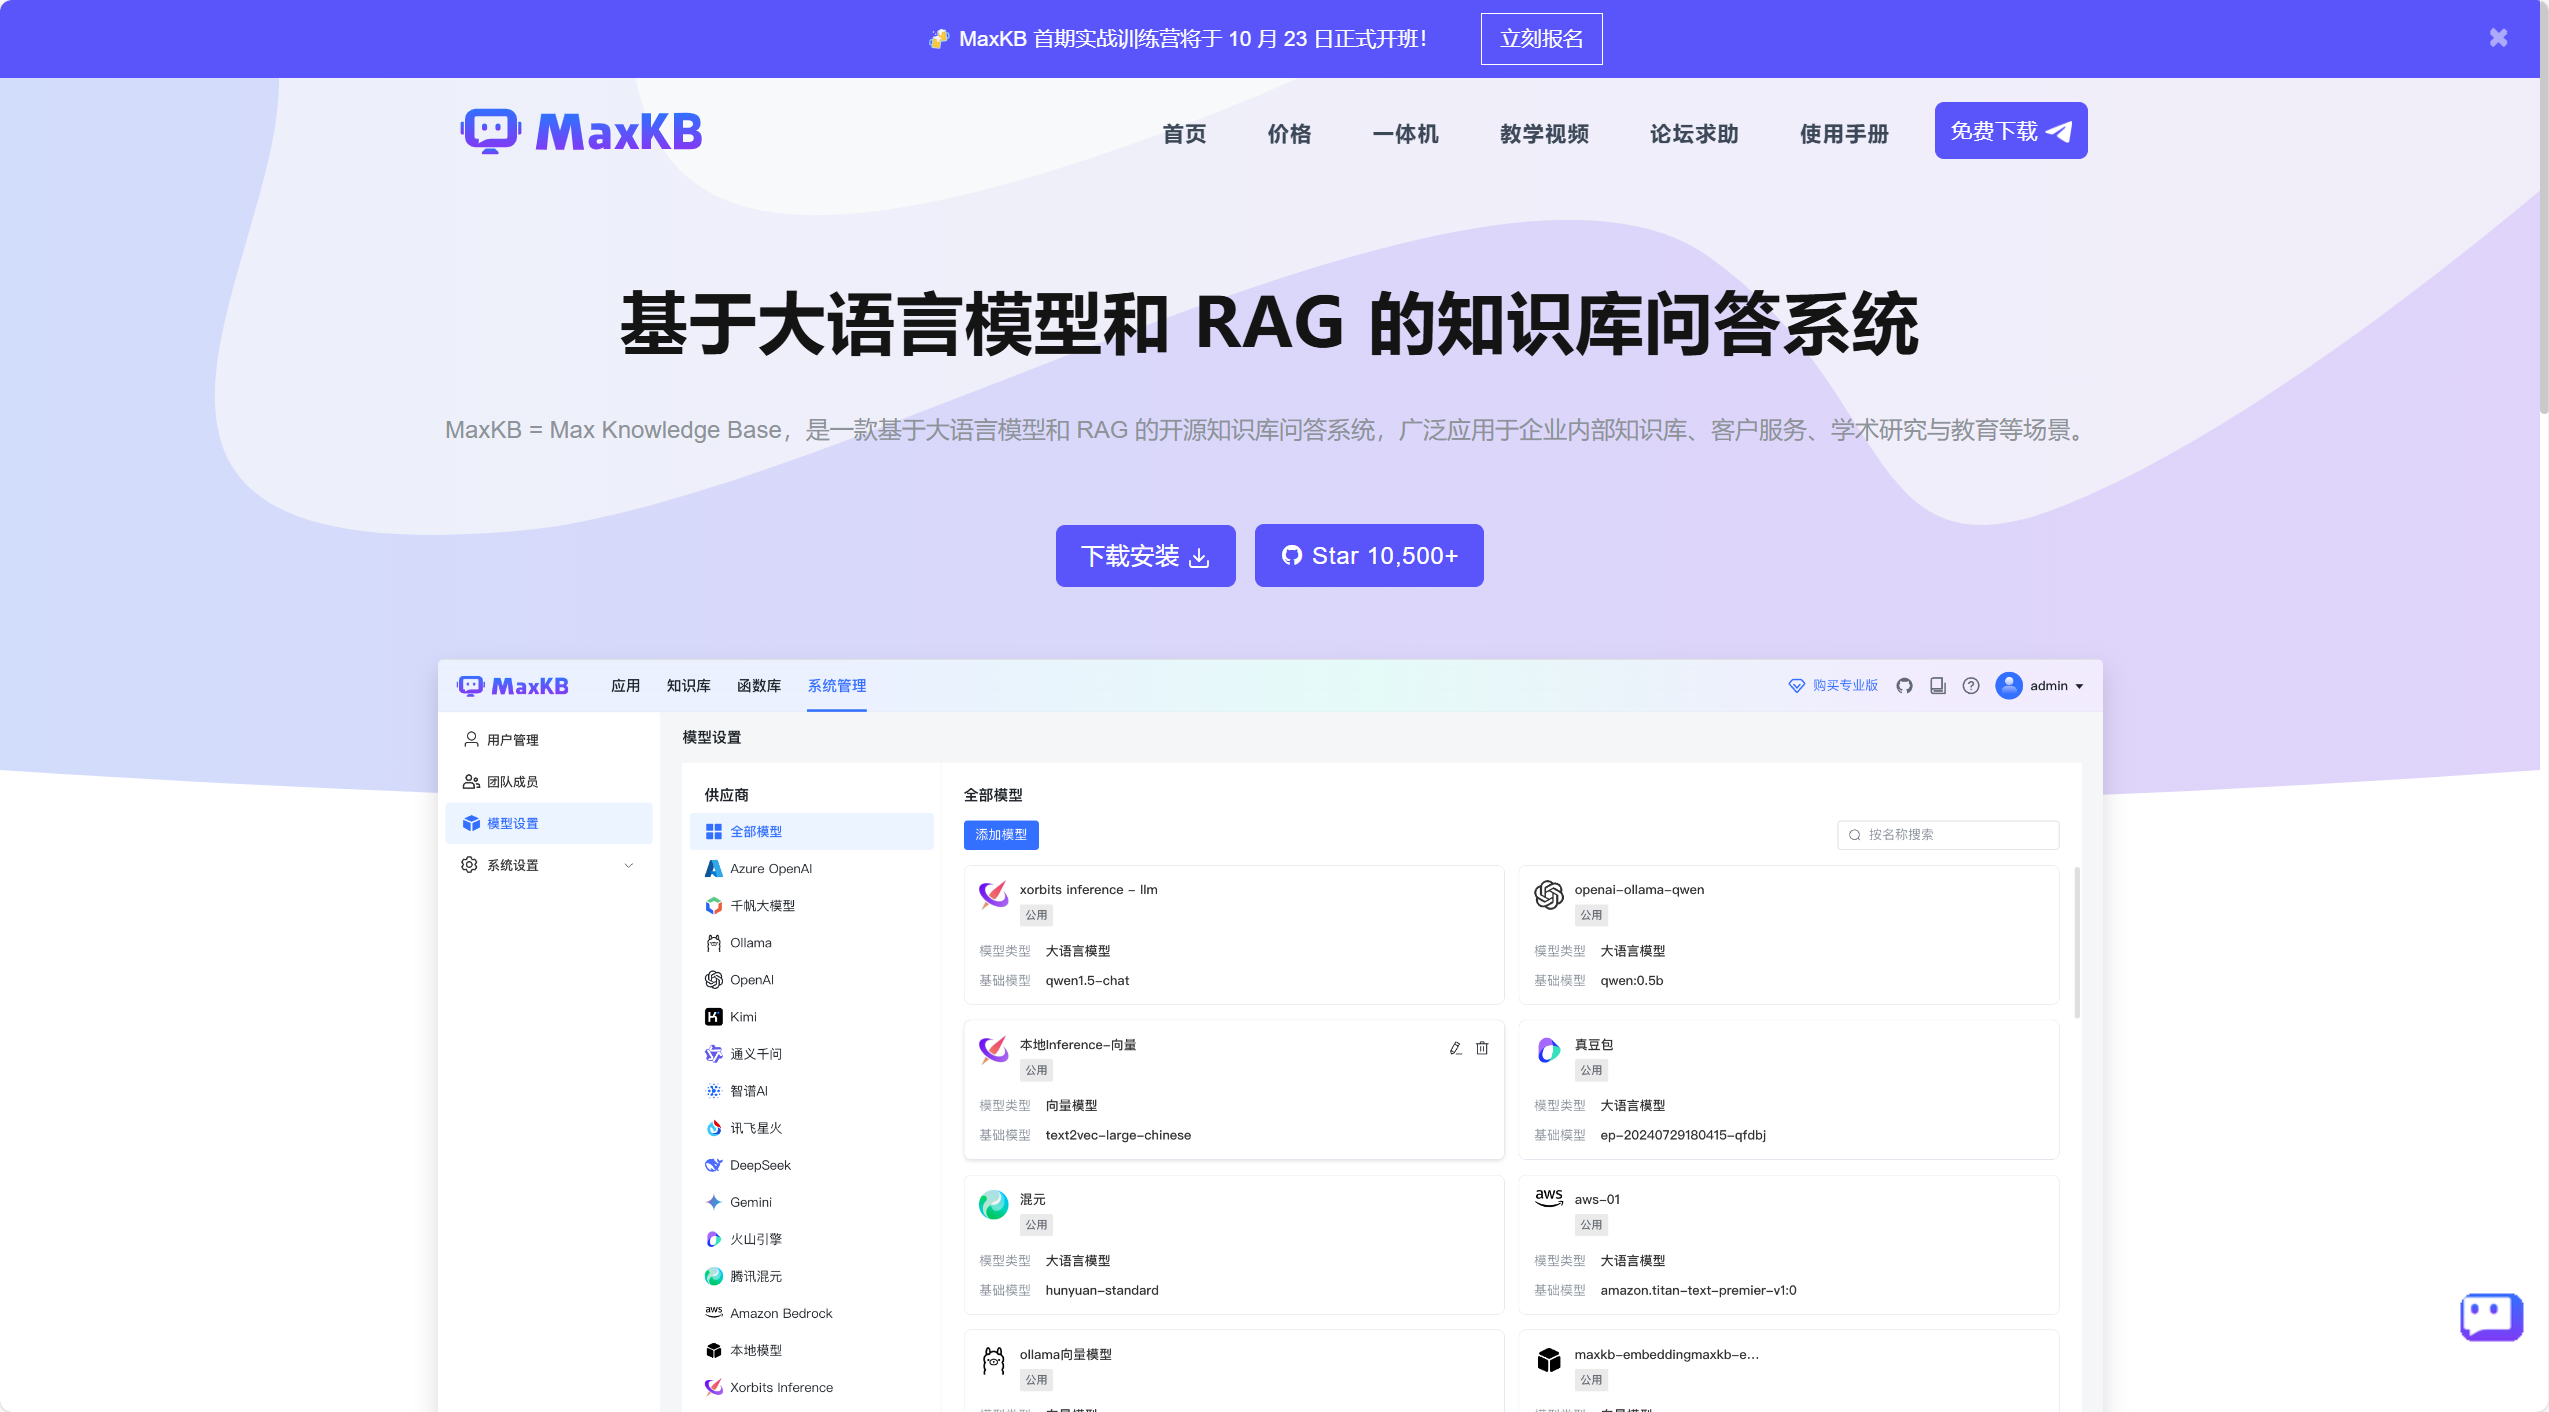 MaxKB 首期实战训练营将于 10 月 23 日正式开班！
立刻报名
MaxKB
首页
价格
一体机
教学视频
论坛求助
使用手册
免费下载
基于大语言模型和 RAG 的知识库问答系统
MaxKB = Max Knowledge Base，是一款基于大语言模型和 RAG 的开源知识库问答系统，广泛应用于企业内部知识库、客户服务、学术研究与教育等场景。
下载安装
Star 10,500+
MaxKB
应用
知识库
函数库
系统管理
购买专业版
admin
用户管理
团队成员
模型设置
系统设置
模型设置
供应商
全部模型
Azure OpenAI
千帆大模型
Ollama
OpenAI
Kimi
通义千问
智谱AI
讯飞星火
DeepSeek
Gemini
火山引擎
腾讯混元
aws
Amazon Bedrock
本地模型
Xorbits Inference
全部模型
添加模型
按名称搜索
xorbits inference - llm
公用
模型类型 大语言模型
基础模型 qwen1.5-chat
openai-ollama-qwen
公用
模型类型 大语言模型
基础模型 qwen:0.5b
本地Inference-向量
公用
模型类型 向量模型
基础模型 text2vec-large-chinese
真豆包
公用
模型类型 大语言模型
基础模型 ep-20240729180415-qfdbj
混元
公用
模型类型 大语言模型
基础模型 hunyuan-standard
aws
aws-01
公用
模型类型 大语言模型
基础模型 amazon.titan-text-premier-v1:0
ollama向量模型
公用
maxkb-embeddingmaxkb-e...
公用